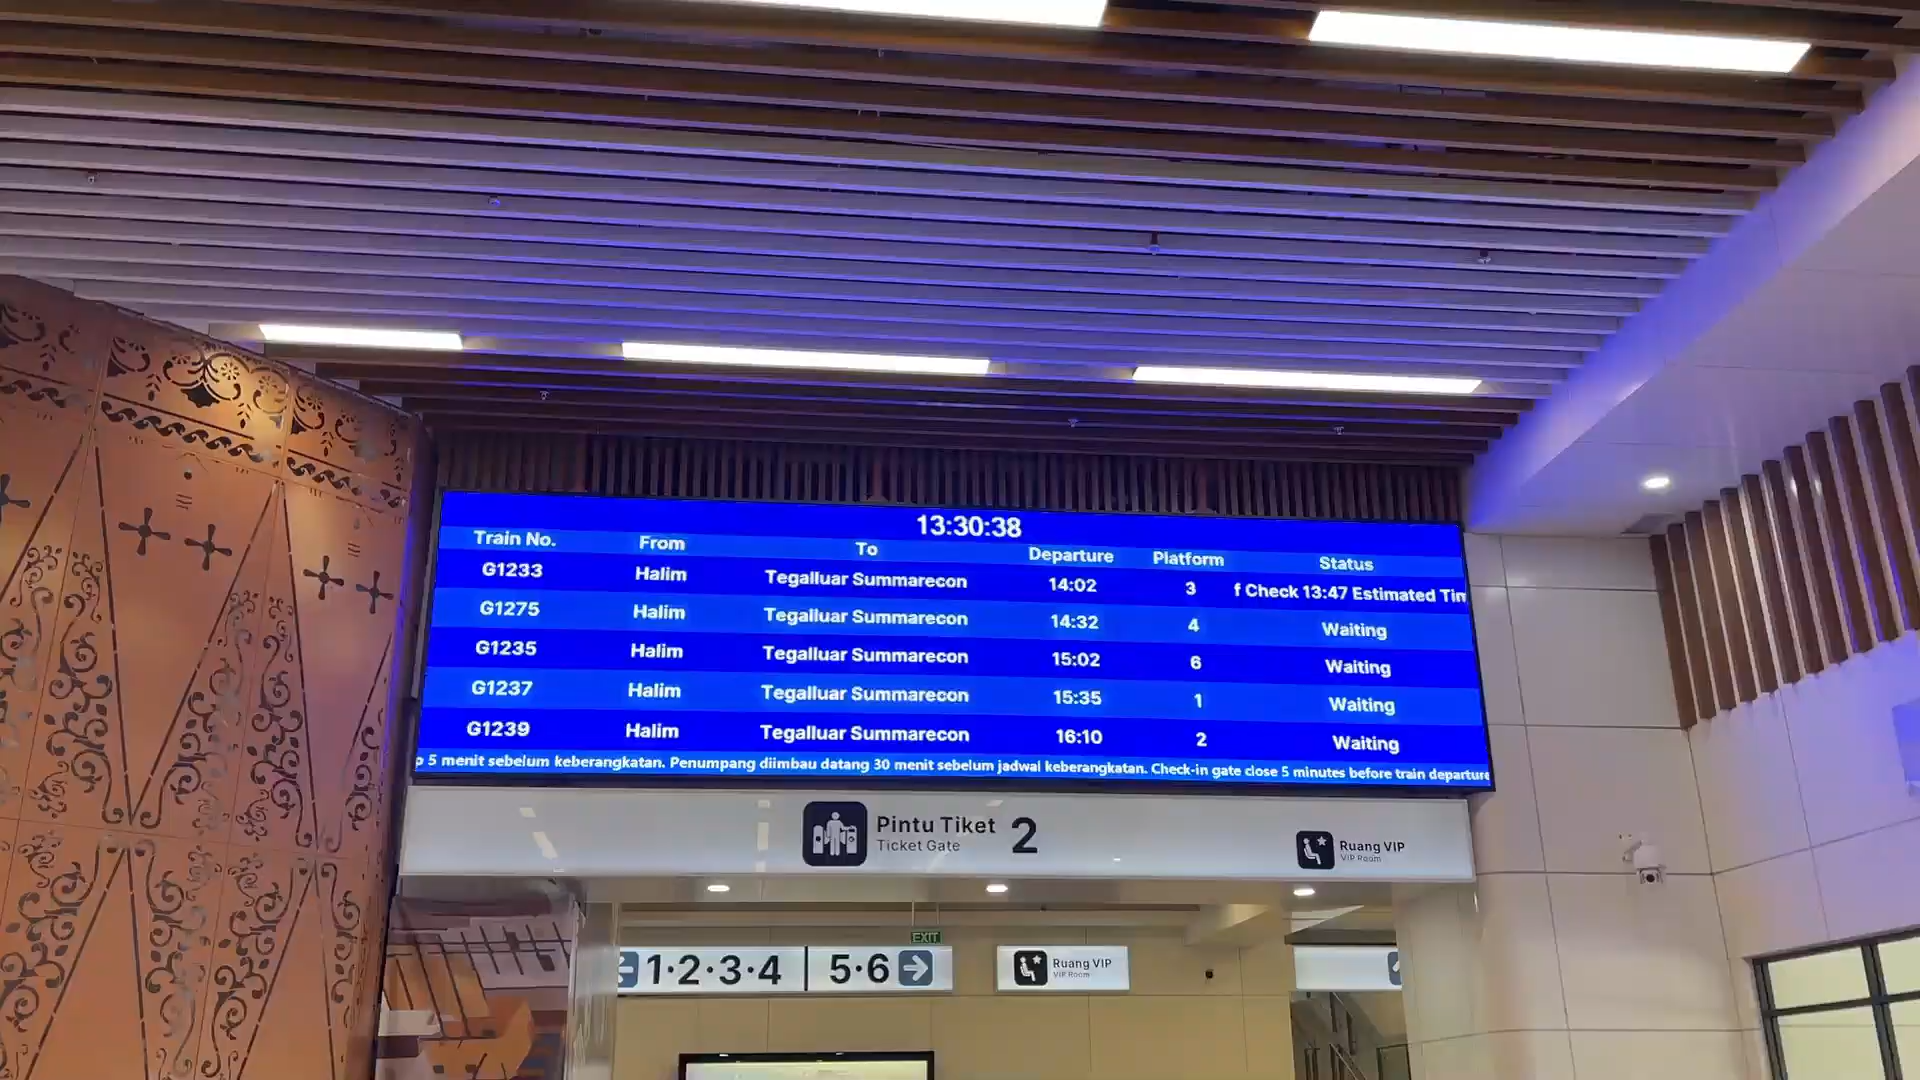 13:30:38
Train No. From To Departure Platform Status
G1233 Halim Tegalluar Summarecon 14:02 3 f Check 13:47 Estimated Tim
G1275 Halim Tegalluar Summarecon 14:32 4 Waiting
G1235 Halim Tegalluar Summarecon 15:02 6 Waiting
G1237 Halim Tegalluar Summarecon 15:35 1 Waiting
G1239 Halim Tegalluar Summarecon 16:10 2 Waiting
5 menit sebelum keberangkatan. Penumpang diimbau datang 30 menit sebelum jadwal keberangkatan. Check-in gate close 5 minutes before train departure
Pintu Tiket 2
Ticket Gate
Ruang VIP
VIP Room
EXIT
1·2·3·4 5·6
Ruang VIP
VIP Room